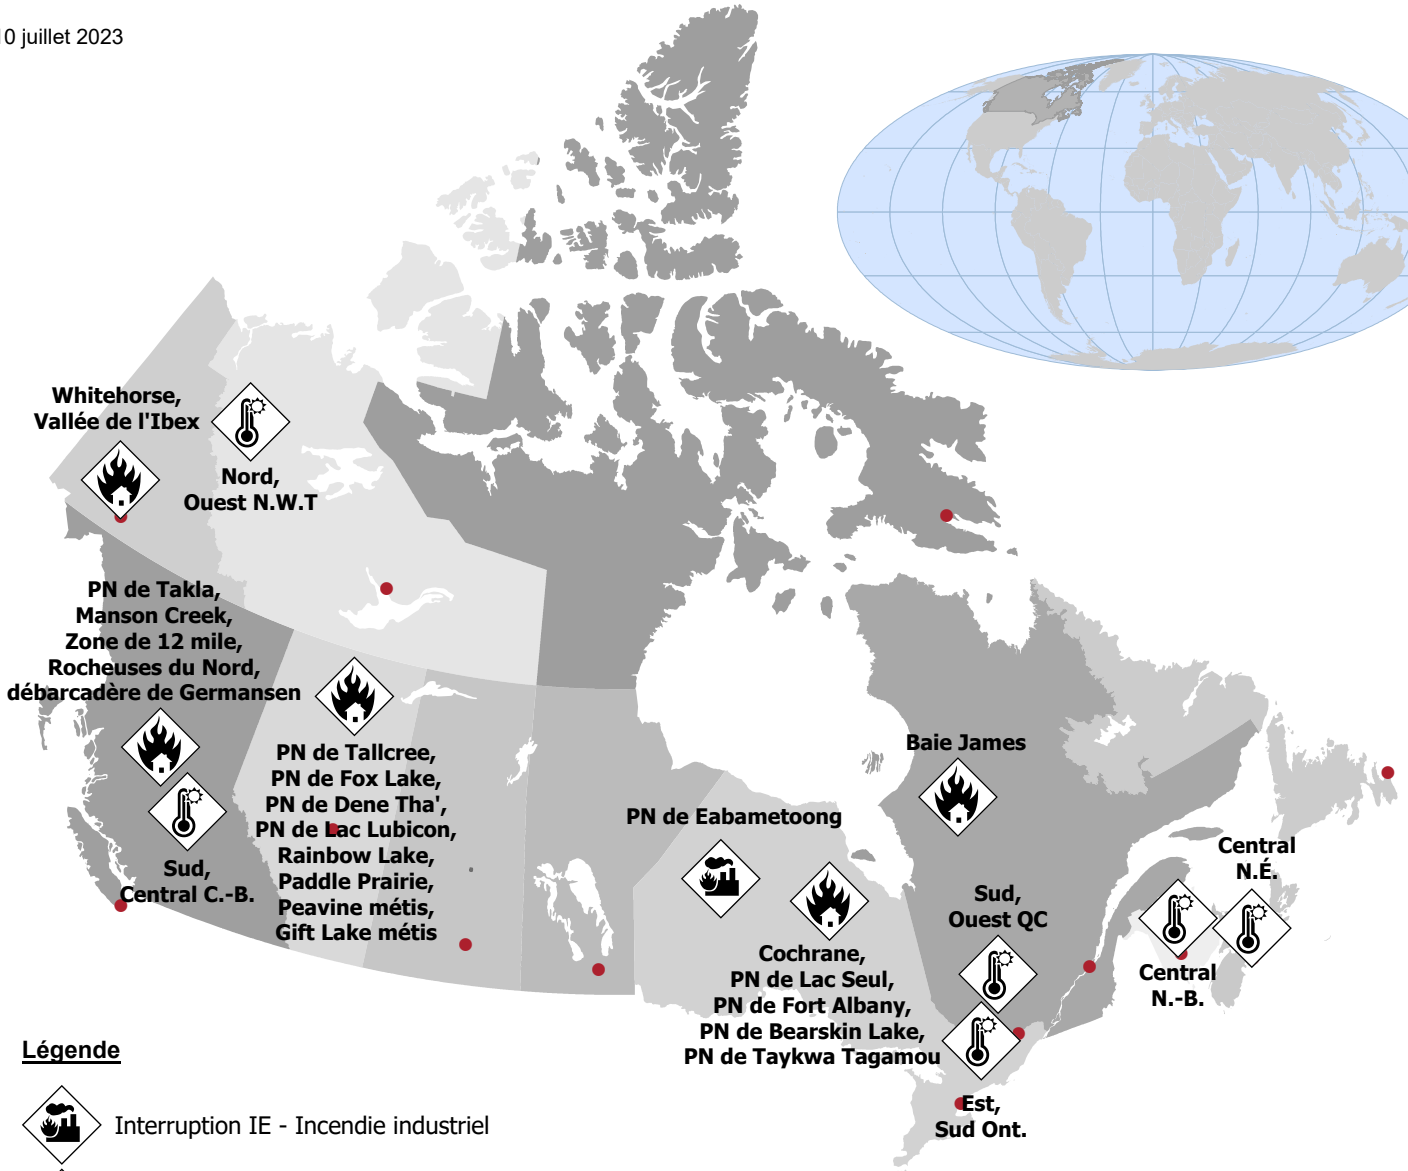 10 juillet 2023
Whitehorse,
Vallée de l'Ibex
Nord,
Ouest N.W.T
PN de Takla,
Manson Creek,
Zone de 12 mile,
Rocheuses du Nord,
débarcadère de Germansen
Sud,
Central C.-B.
PN de Tallcree,
PN de Fox Lake,
PN de Dene Tha',
PN de Lac Lubicon,
Rainbow Lake,
Paddle Prairie,
Peavine métis,
Gift Lake métis
PN de Eabametoong
Cochrane,
PN de Lac Seul,
PN de Fort Albany,
PN de Bearskin Lake,
PN de Taykwa Tagamou
Baie James
Sud,
Ouest QC
Est,
Sud Ont.
Central
N.É.
Central
N.-B.
Légende
Interruption IE - Incendie industriel